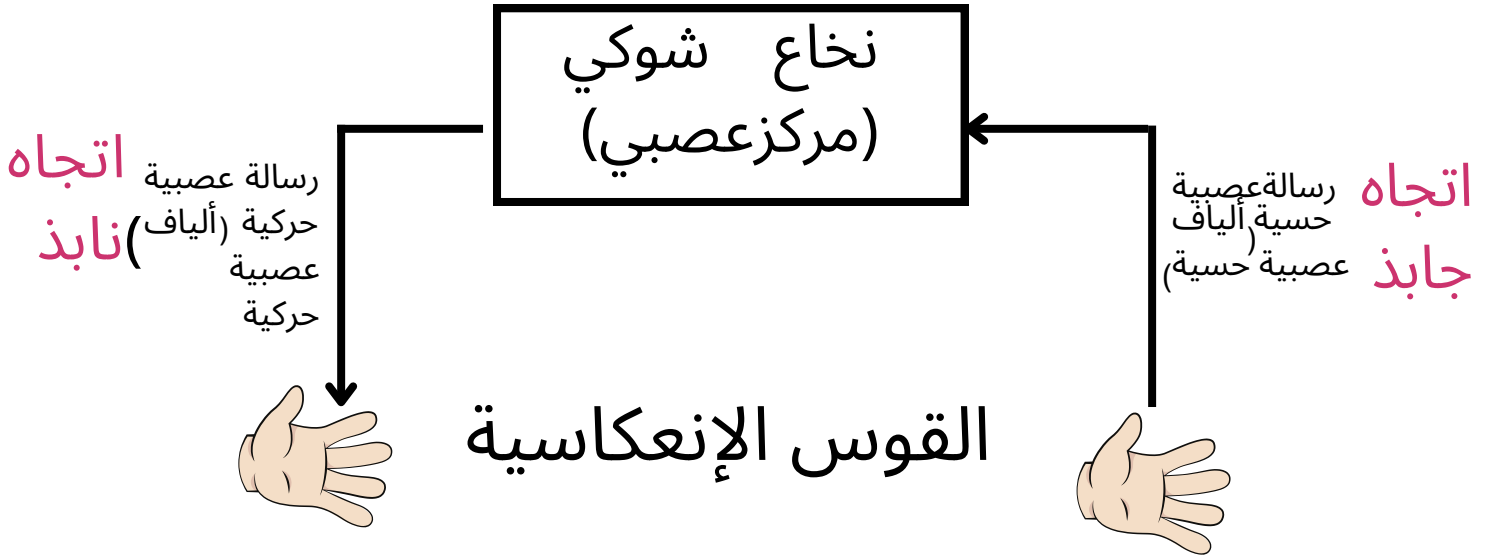 نخاع شوكي
(مركزعصبي)
اتجاه
جابذ
رسالةعصبية
حسية(ألياف
عصبية حسية)
رسالة عصبية
حركية (ألياف
عصبية
حركية
اتجاه
نابذ)
القوس الإنعكاسية